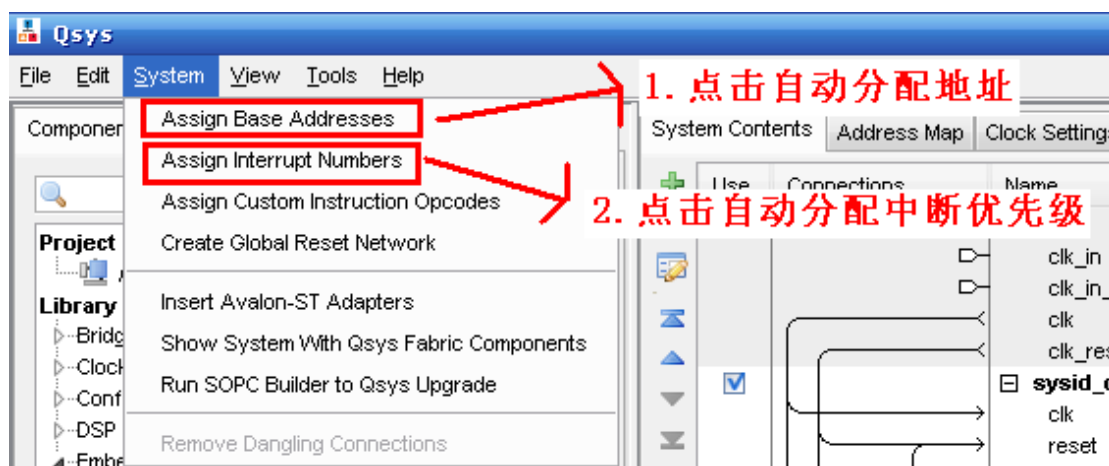 Qsys
File Edit System View Tools Help
Assign Base Addresses
1. 点击自动分配地址
Assign Interrupt Numbers
System Contents Address Map Clock Settings
Assign Custom Instruction Opcodes
Use Connections Name
2. 点击自动分配中断优先级
Project
Create Global Reset Network
clk_in
clk_in_
Library
Insert Avalon-ST Adapters
clk
Show System With Qsys Fabric Components
clk_res
Run SOPC Builder to Qsys Upgrade
sysid_
clk
DSP
Remove Dangling Connections
reset